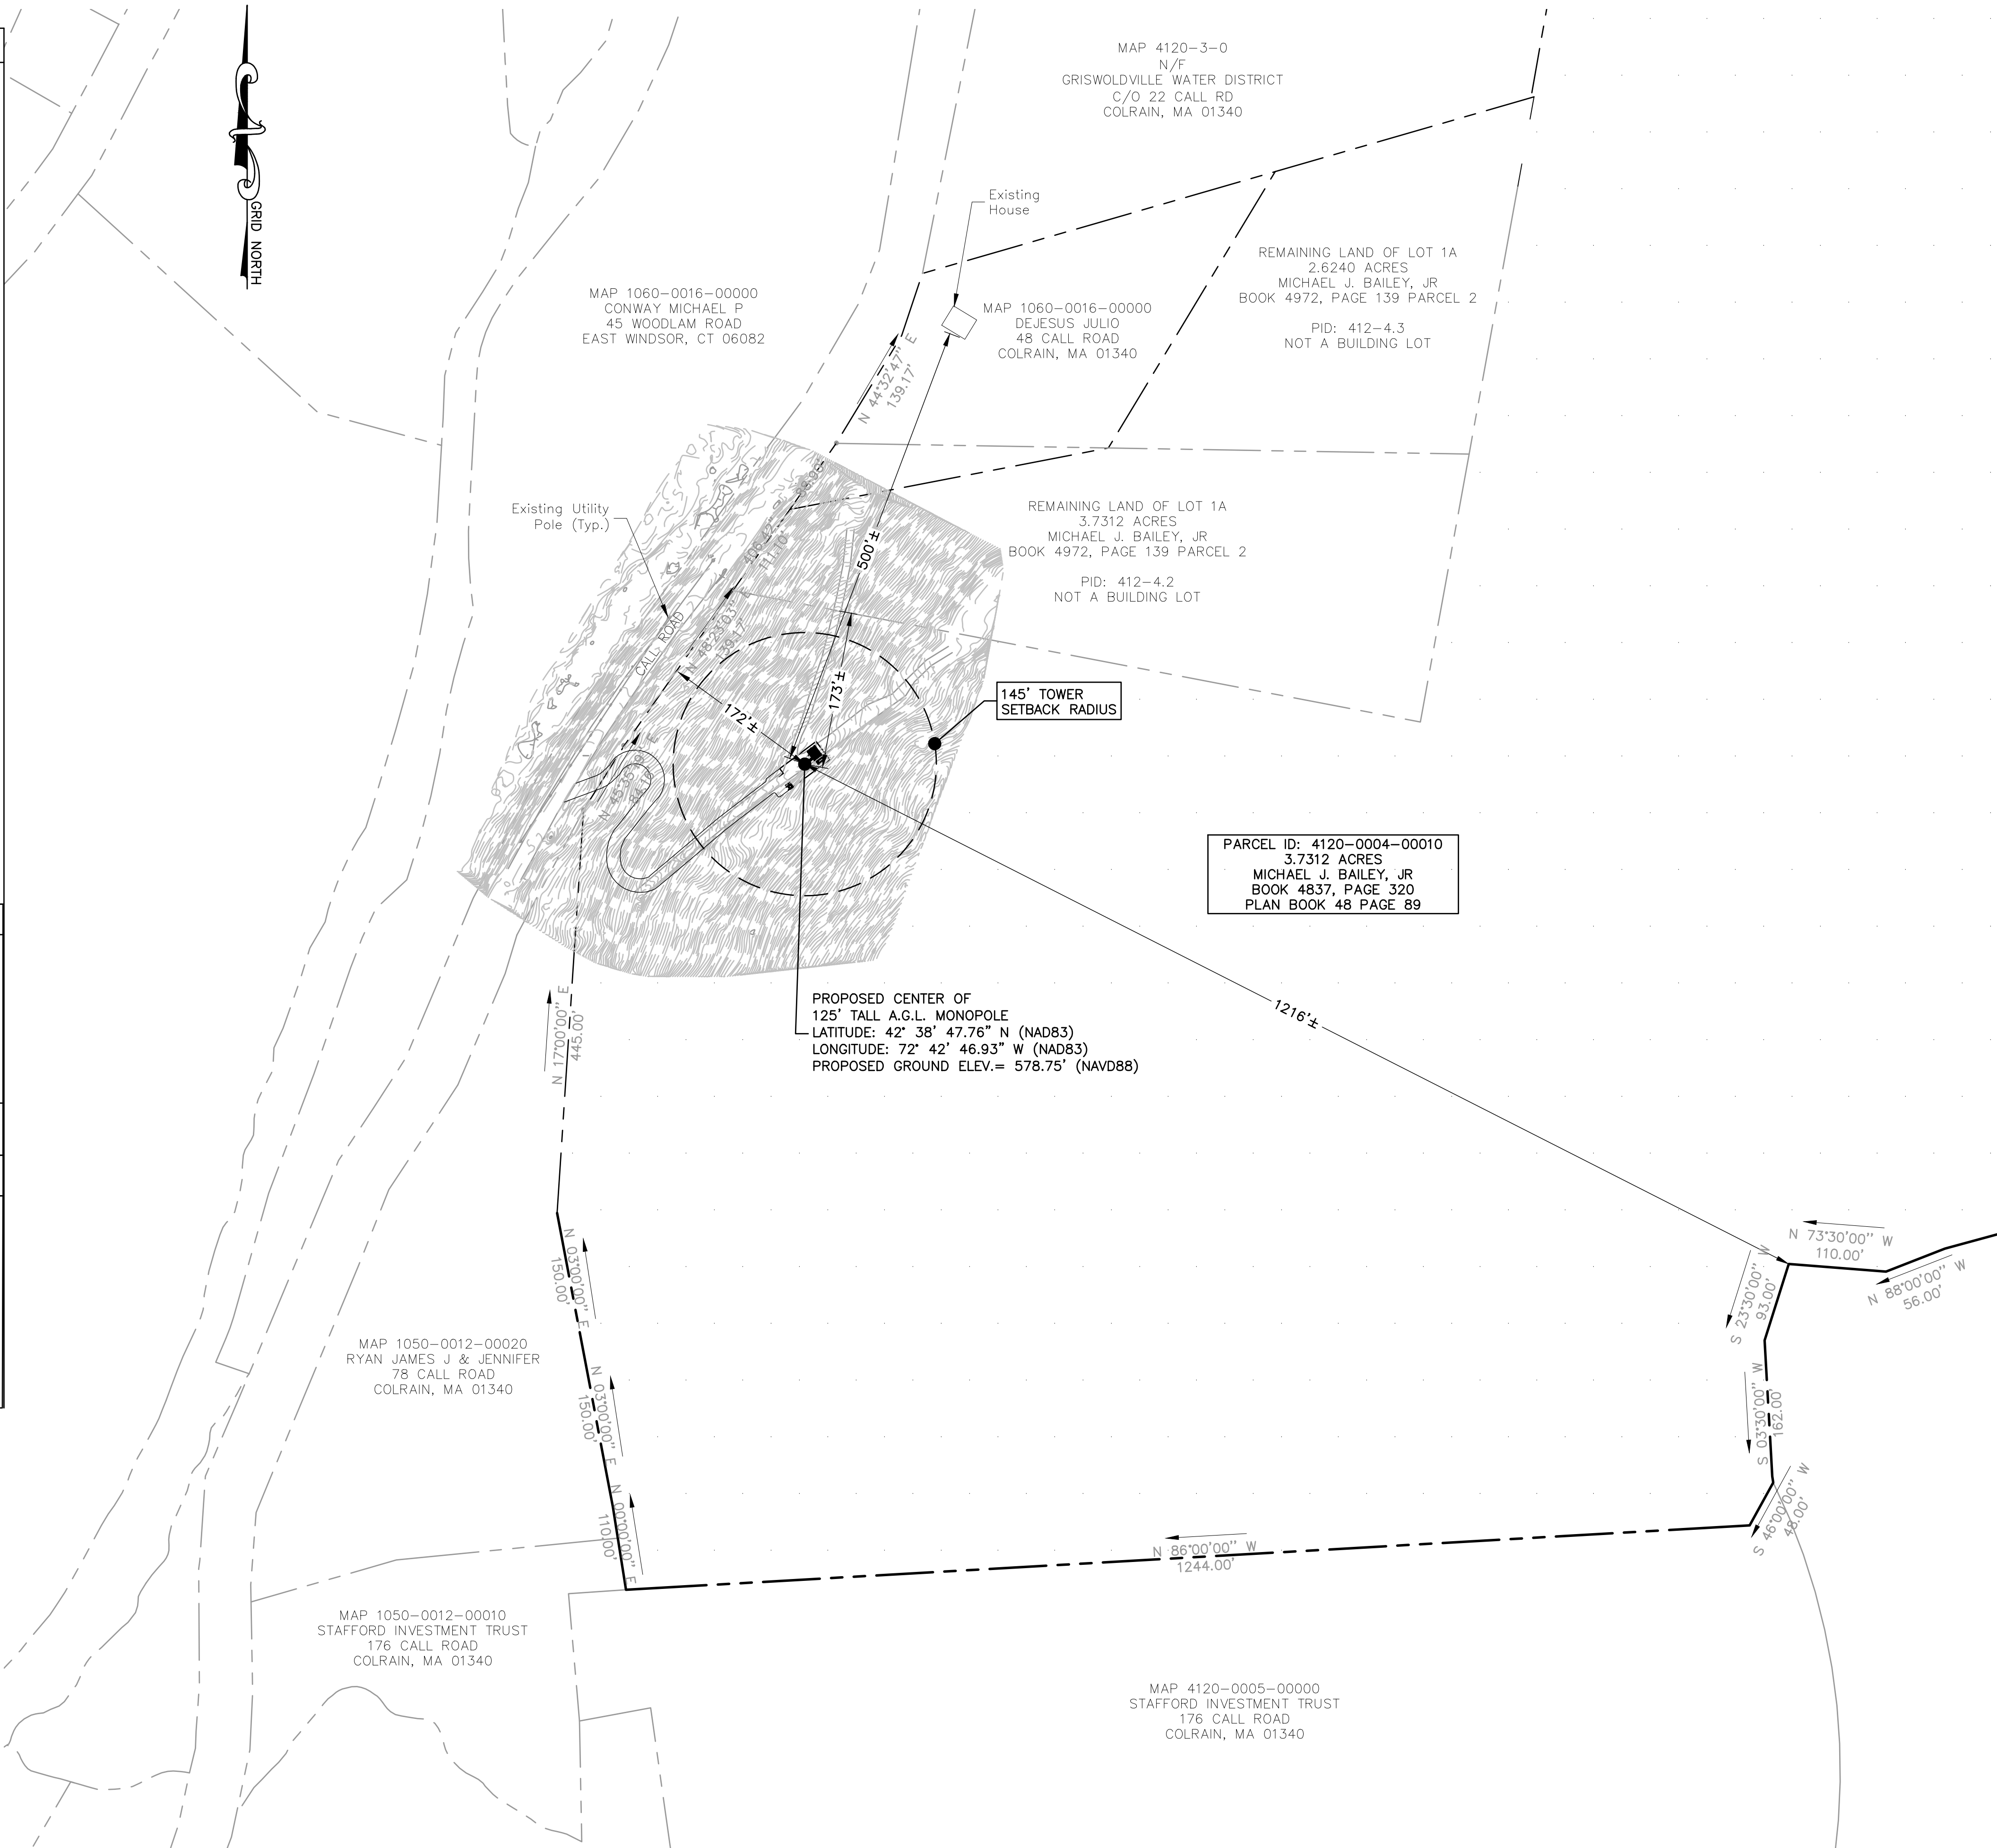 GRID NORTH
MAP 4120-3-0
N/F
GRISWOLDVILLE WATER DISTRICT
C/O 22 CALL RD
COLRAIN, MA 01340
Existing
House
REMAINING LAND OF LOT 1A
2.6240 ACRES
MICHAEL J. BAILEY, JR
BOOK 4972, PAGE 139 PARCEL 2
PID: 412-4.3
NOT A BUILDING LOT
MAP 1060-0016-00000
CONWAY MICHAEL P
45 WOODLAM ROAD
EAST WINDSOR, CT 06082
MAP 1060-0016-00000
DEJESUS JULIO
48 CALL ROAD
COLRAIN, MA 01340
N 44°32'47" E
139.17'
Existing Utility
Pole (Typ.)
REMAINING LAND OF LOT 1A
3.7312 ACRES
MICHAEL J. BAILEY, JR
BOOK 4972, PAGE 139 PARCEL 2
PID: 412-4.2
NOT A BUILDING LOT
406.42'
111.10'
500'±
CALL ROAD
N 48°23'03" E
139.17'
173'±
172'±
145' TOWER
SETBACK RADIUS
PARCEL ID: 4120-0004-00010
3.7312 ACRES
MICHAEL J. BAILEY, JR
BOOK 4837, PAGE 320
PLAN BOOK 48 PAGE 89
PROPOSED CENTER OF
125' TALL A.G.L. MONOPOLE
LATITUDE: 42° 38' 47.76" N (NAD83)
LONGITUDE: 72° 42' 46.93" W (NAD83)
PROPOSED GROUND ELEV.= 578.75' (NAVD88)
1216'±
N 17°00'00" E
445.00'
N 73°30'00" W
110.00'
N 88°00'00" W
56.00'
S 23°30'00" W
93.00'
N 03°00'00" E
150.00'
MAP 1050-0012-00020
RYAN JAMES J & JENNIFER
78 CALL ROAD
COLRAIN, MA 01340
N 03°00'00" E
150.00'
S 03°30'00" W
162.00'
S 46°00'00" W
48.00'
N 00°00'00" E
110.00'
N 86°00'00" W
1244.00'
MAP 1050-0012-00010
STAFFORD INVESTMENT TRUST
176 CALL ROAD
COLRAIN, MA 01340
MAP 4120-0005-00000
STAFFORD INVESTMENT TRUST
176 CALL ROAD
COLRAIN, MA 01340